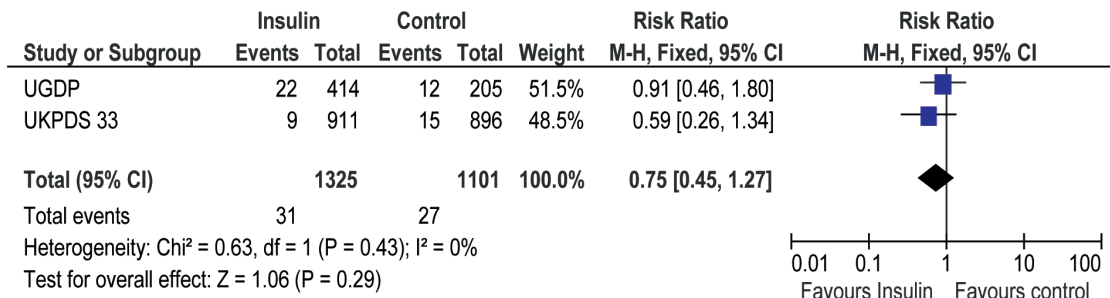 Insulin Control Risk Ratio Risk Ratio
Study or Subgroup Events Total Events Total Weight M-H, Fixed, 95% CI M-H, Fixed, 95% CI
UGDP 22 414 12 205 51.5% 0.91 [0.46, 1.80]
UKPDS 33 9 911 15 896 48.5% 0.59 [0.26, 1.34]
Total (95% CI) 1325 1101 100.0% 0.75 [0.45, 1.27]
Total events 31 27
Heterogeneity: Chi² = 0.63, df = 1 (P = 0.43); I² = 0%
Test for overall effect: Z = 1.06 (P = 0.29)
0.01 0.1 1 10 100
Favours Insulin Favours control